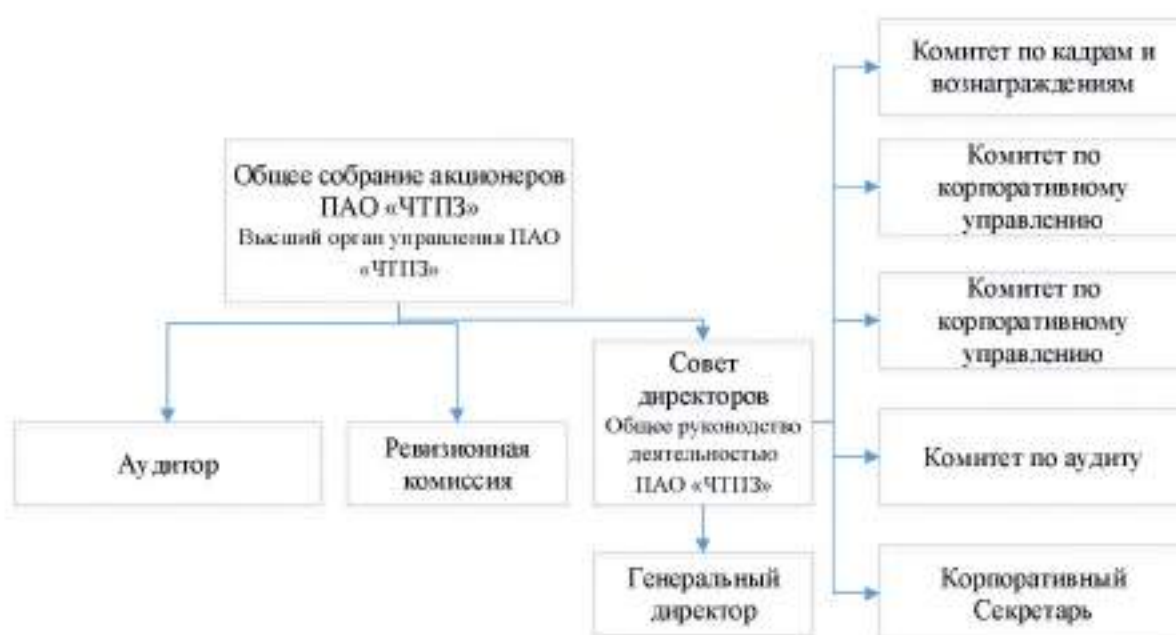 Общее собрание акционеров
ПАО «ЧТПЗ»
Высший орган управления ПАО
«ЧТПЗ»
Аудитор
Ревизионная
комиссия
Совет
директоров
Общее руководство
деятельностью
ПАО «ЧТПЗ»
Генеральный
директор
Комитет по кадрам и
вознаграждениям
Комитет по
корпоративному
управлению
Комитет по
корпоративному
управлению
Комитет по аудиту
Корпоративный
Секретарь